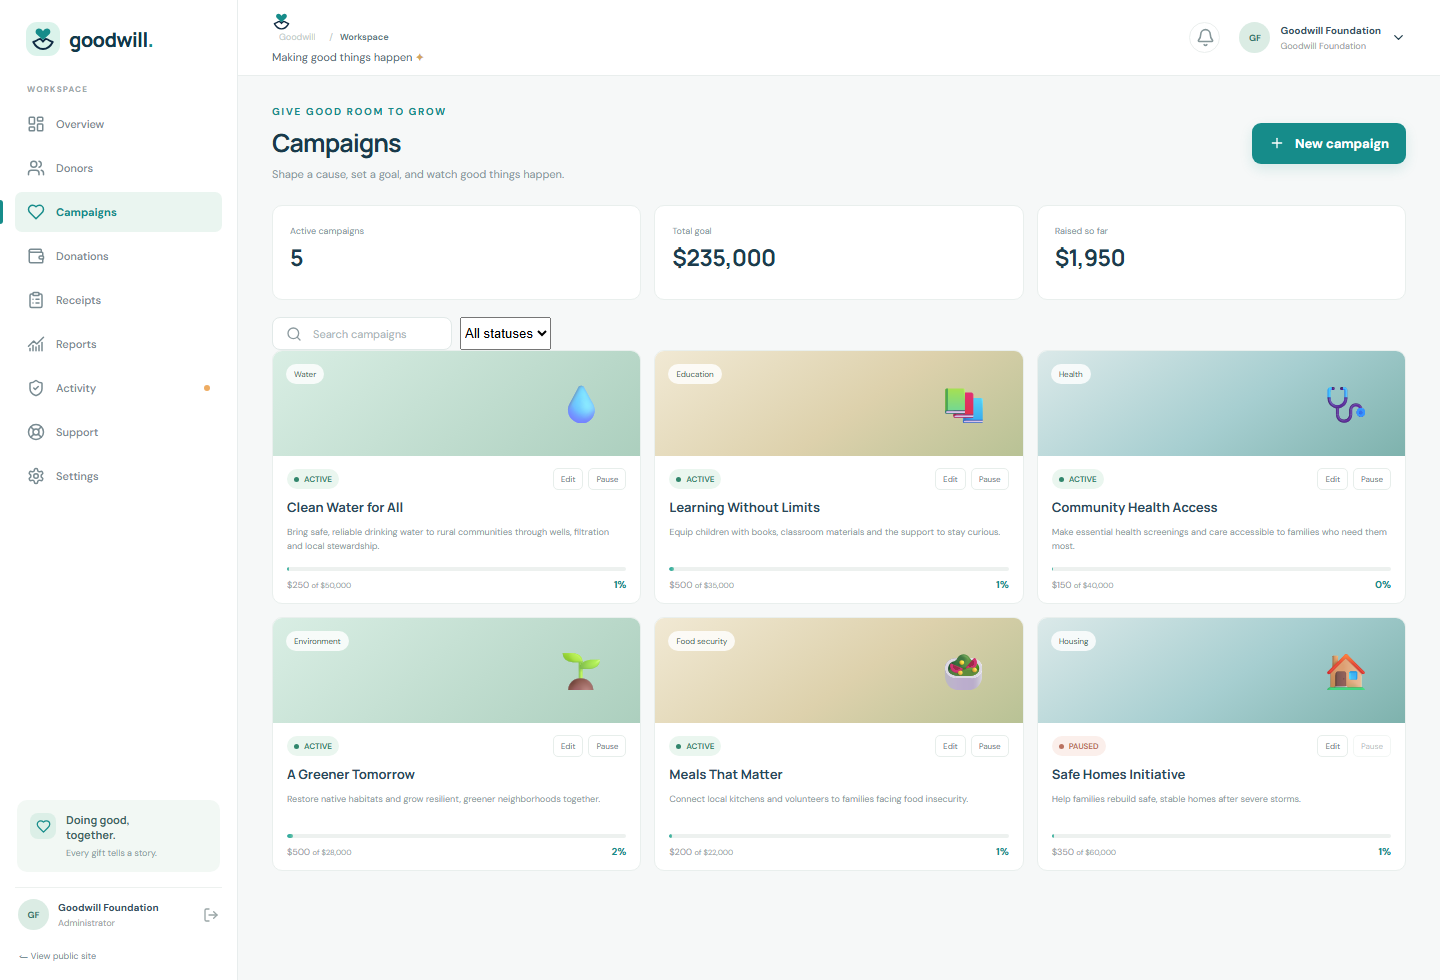 goodwill.
WORKSPACE
Overview
Donors
Campaigns
Donations
Receipts
Reports
Activity
Support
Settings
Doing good,
together.
Every gift tells a story.
GF
Goodwill Foundation
Administrator
View public site
Goodwill / Workspace
Making good things happen
GF
Goodwill Foundation
Goodwill Foundation
GIVE GOOD ROOM TO GROW
Campaigns
Shape a cause, set a goal, and watch good things happen.
+ New campaign
Active campaigns
5
Total goal
$235,000
Raised so far
$1,950
Search campaigns
All statuses
Water
ACTIVE
Edit
Pause
Clean Water for All
Bring safe, reliable drinking water to rural communities through wells, filtration
and local stewardship.
$250 of $50,000
1%
Education
ACTIVE
Edit
Pause
Learning Without Limits
Equip children with books, classroom materials and the support to stay curious.
$500 of $35,000
1%
Health
ACTIVE
Edit
Pause
Community Health Access
Make essential health screenings and care accessible to families who need them
most.
$150 of $40,000
0%
Environment
ACTIVE
Edit
Pause
A Greener Tomorrow
Restore native habitats and grow resilient, greener neighborhoods together.
$500 of $28,000
2%
Food security
ACTIVE
Edit
Pause
Meals That Matter
Connect local kitchens and volunteers to families facing food insecurity.
$200 of $22,000
1%
Housing
PAUSED
Edit
Pause
Safe Homes Initiative
Help families rebuild safe, stable homes after severe storms.
$350 of $60,000
1%